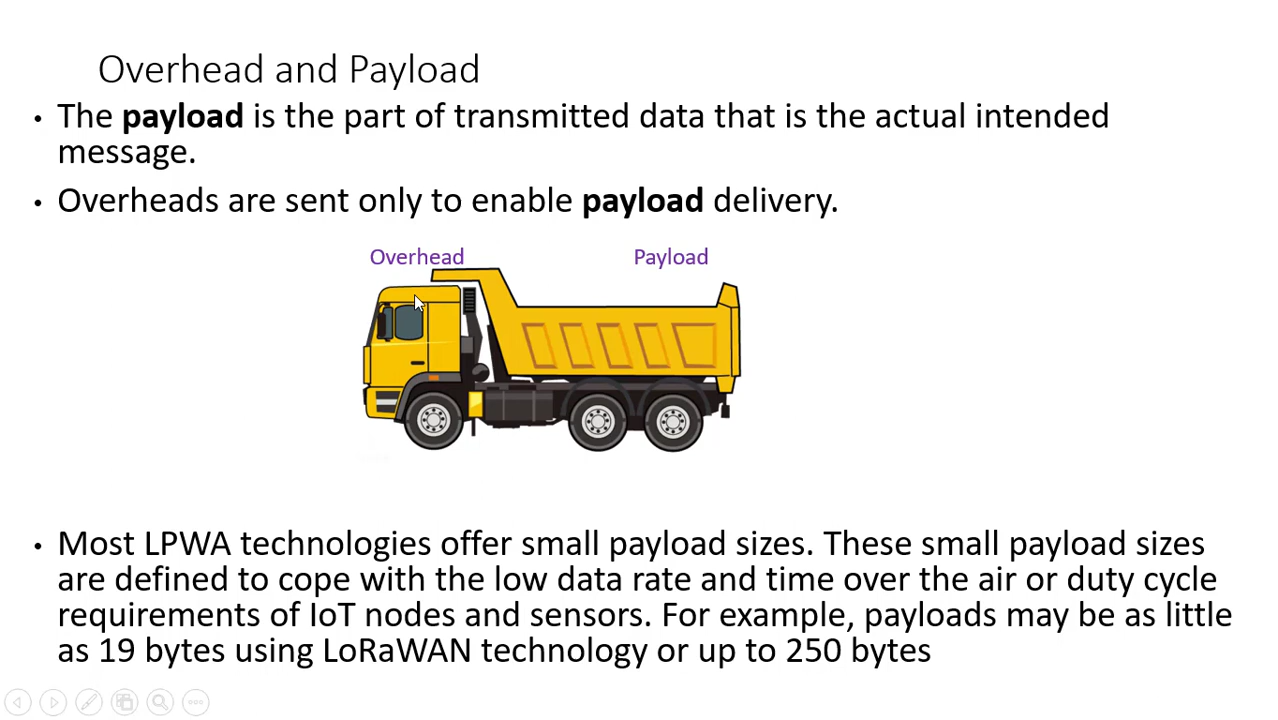 Overhead and Payload
• The payload is the part of transmitted data that is the actual intended
message.
• Overheads are sent only to enable payload delivery.
Overhead
Payload
• Most LPWA technologies offer small payload sizes. These small payload sizes
are defined to cope with the low data rate and time over the air or duty cycle
requirements of IoT nodes and sensors. For example, payloads may be as little
as 19 bytes using LoRaWAN technology or up to 250 bytes